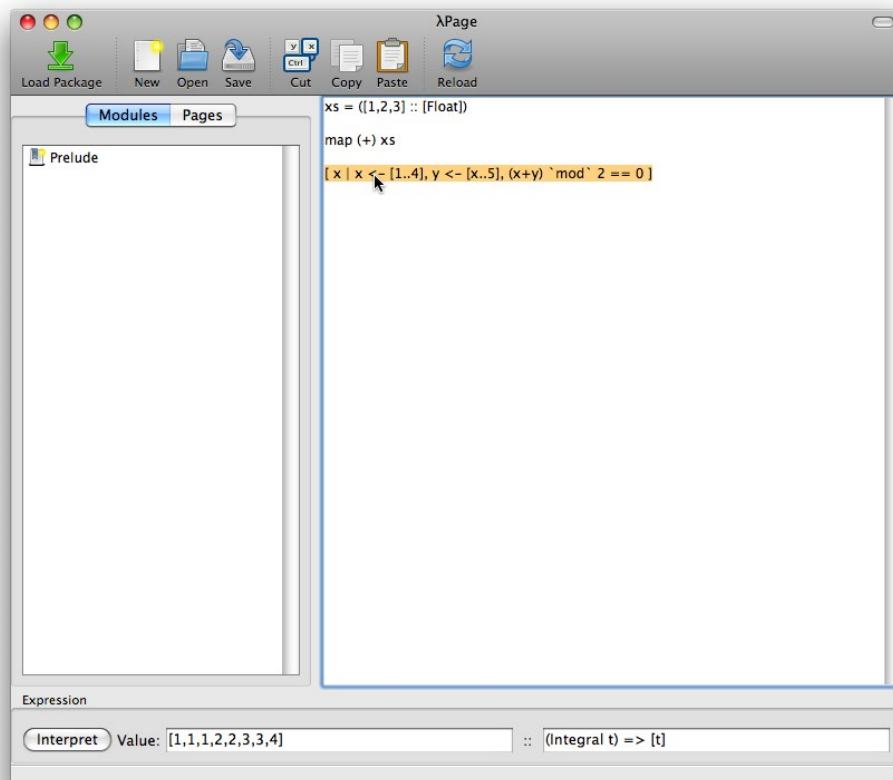 λPage
Load Package New Open Save Cut Copy Paste Reload
y x
Ctrl
Modules Pages
Prelude
xs = ([1,2,3] :: [Float])
map (+) xs
[ x | x <- [1..4], y <- [x..5], (x+y) `mod` 2 == 0 ]
Expression
Interpret Value: [1,1,1,2,2,3,3,4] :: (Integral t) => [t]